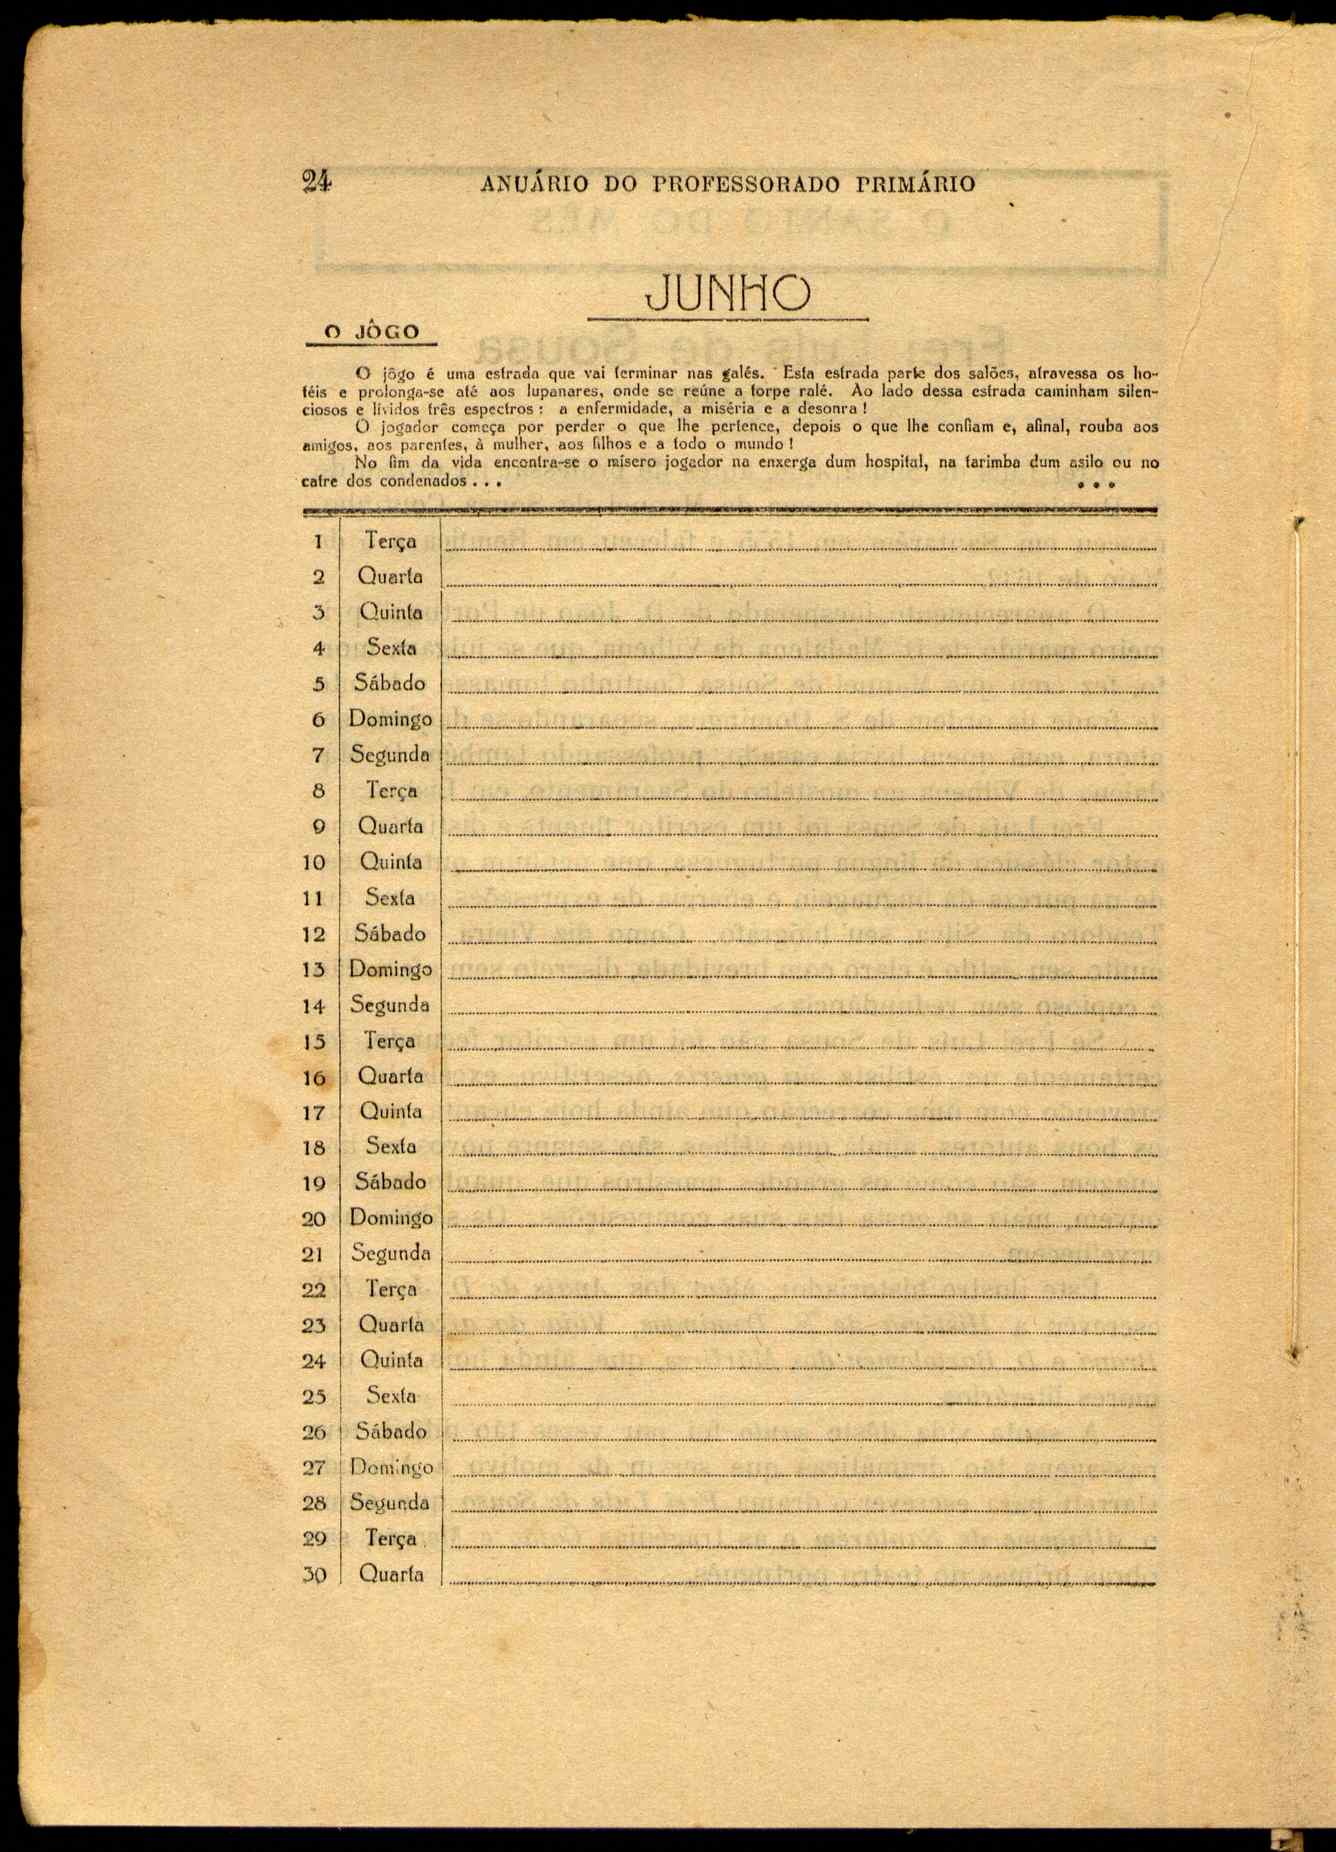 24 ANUÁRIO DO PROFESSORADO PRIMÁRIO
JUNHO
O JÔGO
O jôgo é uma estrada que vai terminar nas galés. Esta estrada parte dos salões, atravessa os ho-
téis e prolonga-se até aos lupanares, onde se reúne a torpe ralé. Ao lado dessa estrada caminham silen-
ciosos e lívidos três espectros : a enfermidade, a miséria e a desonra !
O jogador começa por perder o que lhe pertence, depois o que lhe confiam e, afinal, rouba aos
amigos, aos parentes, à mulher, aos filhos e a todo o mundo !
No fim da vida encontra-se o mísero jogador na enxerga dum hospital, na tarimba dum asilo ou no
catre dos condenados . . . • • •
1 Terça
2 Quarta
3 Quinta
4 Sexta
5 Sábado
6 Domingo
7 Segunda
8 Terça
9 Quarta
10 Quinta
11 Sexta
12 Sábado
13 Domingo
14 Segunda
15 Terça
16 Quarta
17 Quinta
18 Sexta
19 Sábado
20 Domingo
21 Segunda
22 Terça
23 Quarta
24 Quinta
25 Sexta
26 Sábado
27 Domingo
28 Segunda
29 Terça
30 Quarta